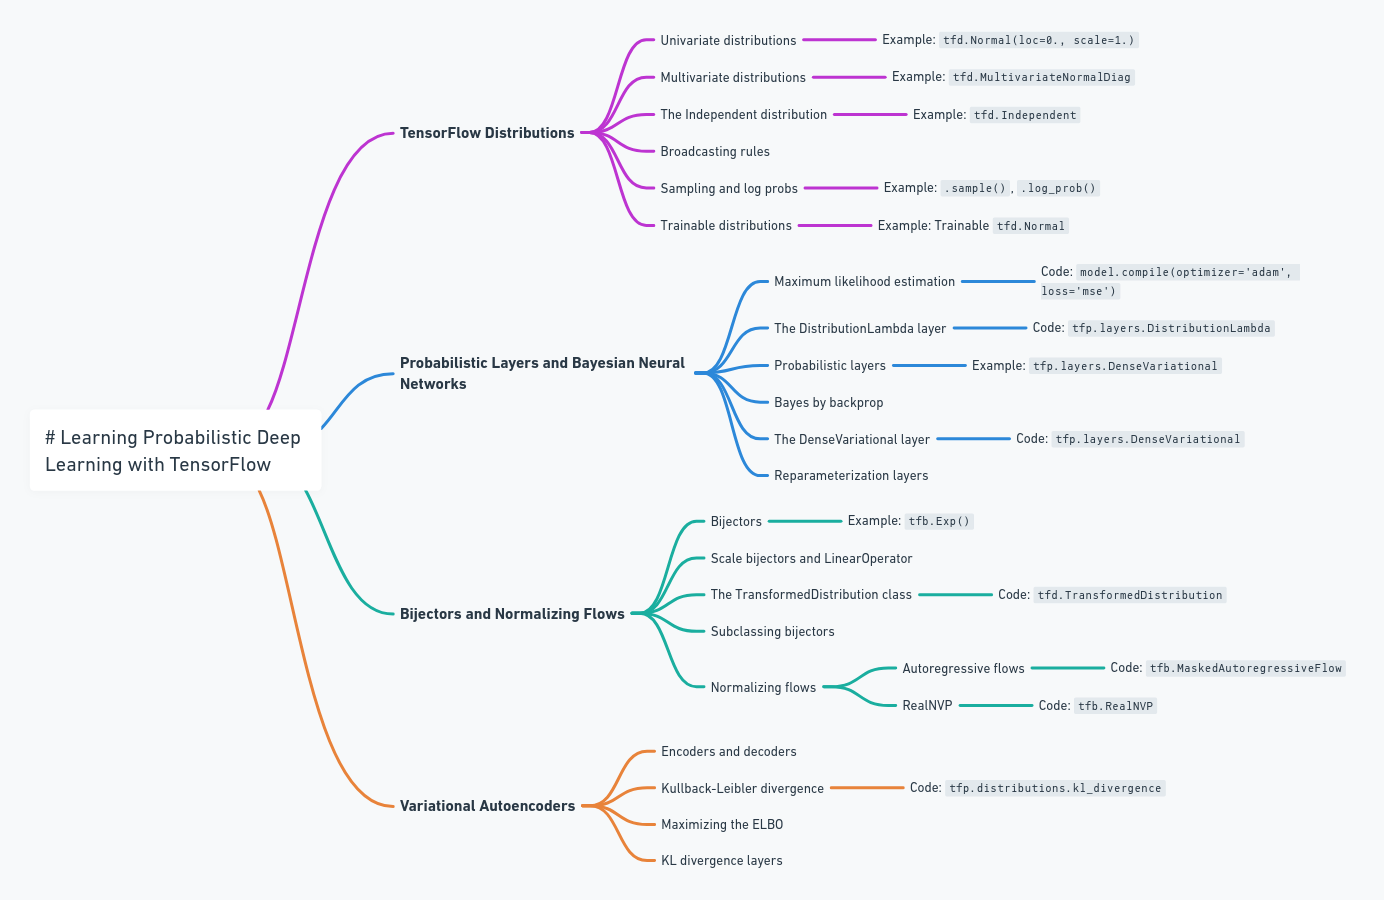 # Learning Probabilistic Deep
Learning with TensorFlow
TensorFlow Distributions
Univariate distributions
Example: tfd.Normal(loc=0., scale=1.)
Multivariate distributions
Example: tfd.MultivariateNormalDiag
The Independent distribution
Example: tfd.Independent
Broadcasting rules
Sampling and log probs
Example: .sample(), .log_prob()
Trainable distributions
Example: Trainable tfd.Normal
Probabilistic Layers and Bayesian Neural
Networks
Maximum likelihood estimation
Code: model.compile(optimizer='adam',
loss='mse')
The DistributionLambda layer
Code: tfp.layers.DistributionLambda
Probabilistic layers
Example: tfp.layers.DenseVariational
Bayes by backprop
The DenseVariational layer
Code: tfp.layers.DenseVariational
Reparameterization layers
Bijectors and Normalizing Flows
Bijectors
Example: tfb.Exp()
Scale bijectors and LinearOperator
The TransformedDistribution class
Code: tfd.TransformedDistribution
Subclassing bijectors
Normalizing flows
Autoregressive flows
Code: tfb.MaskedAutoregressiveFlow
RealNVP
Code: tfb.RealNVP
Variational Autoencoders
Encoders and decoders
Kullback-Leibler divergence
Code: tfp.distributions.kl_divergence
Maximizing the ELBO
KL divergence layers